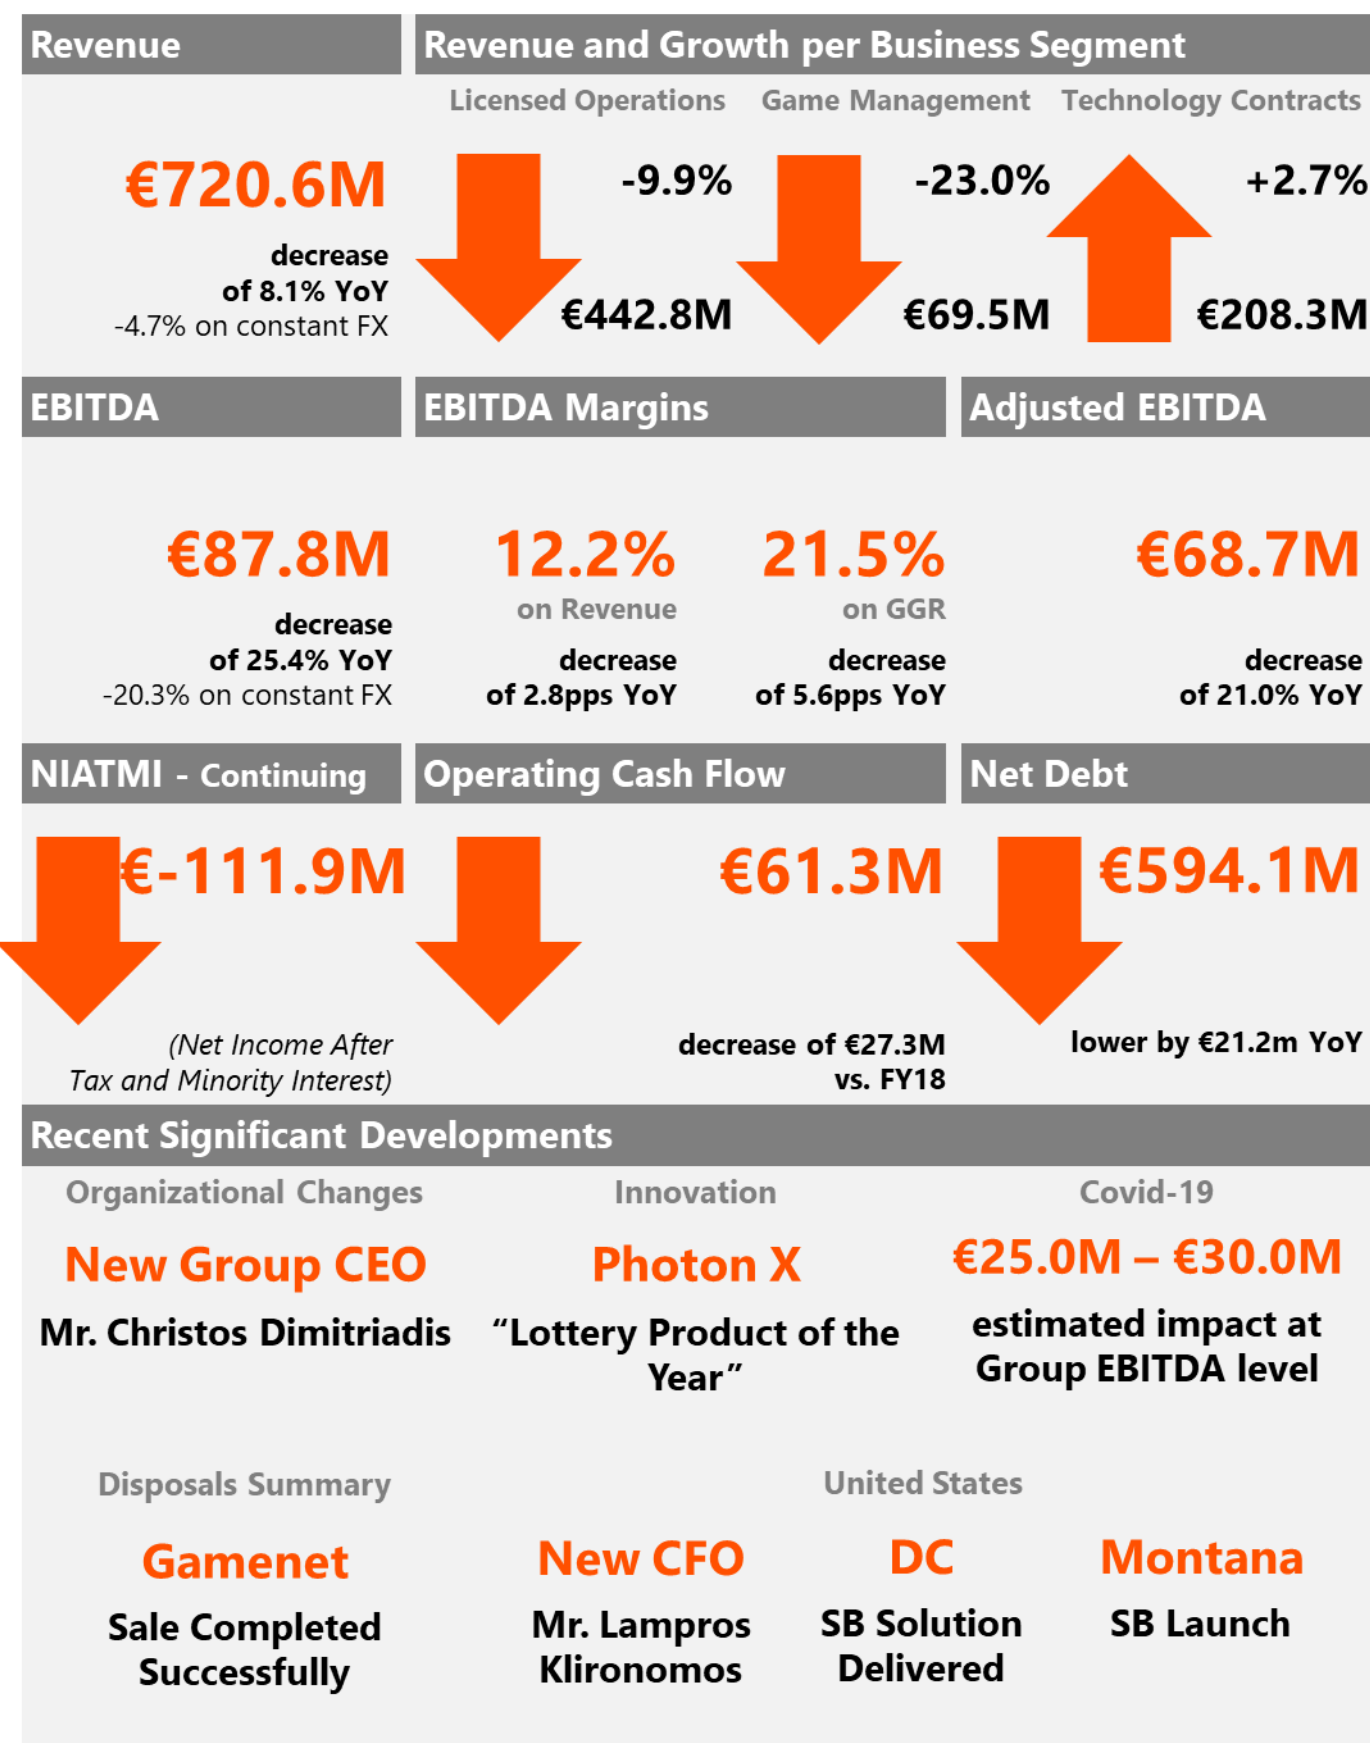 Revenue
Revenue and Growth per Business Segment
Licensed Operations
Game Management
Technology Contracts
€720.6M
decrease
of 8.1% YoY
-4.7% on constant FX
-9.9%
€442.8M
-23.0%
€69.5M
+2.7%
€208.3M
EBITDA
EBITDA Margins
Adjusted EBITDA
€87.8M
decrease
of 25.4% YoY
-20.3% on constant FX
12.2%
on Revenue
decrease
of 2.8pps YoY
21.5%
on GGR
decrease
of 5.6pps YoY
€68.7M
decrease
of 21.0% YoY
NIATMI - Continuing
Operating Cash Flow
Net Debt
€-111.9M
(Net Income After
Tax and Minority Interest)
€61.3M
decrease of €27.3M
vs. FY18
€594.1M
lower by €21.2m YoY
Recent Significant Developments
Organizational Changes
New Group CEO
Mr. Christos Dimitriadis
Innovation
Photon X
“Lottery Product of the
Year”
Covid-19
€25.0M – €30.0M
estimated impact at
Group EBITDA level
Disposals Summary
Gamenet
Sale Completed
Successfully
United States
New CFO
Mr. Lampros
Klironomos
DC
SB Solution
Delivered
Montana
SB Launch